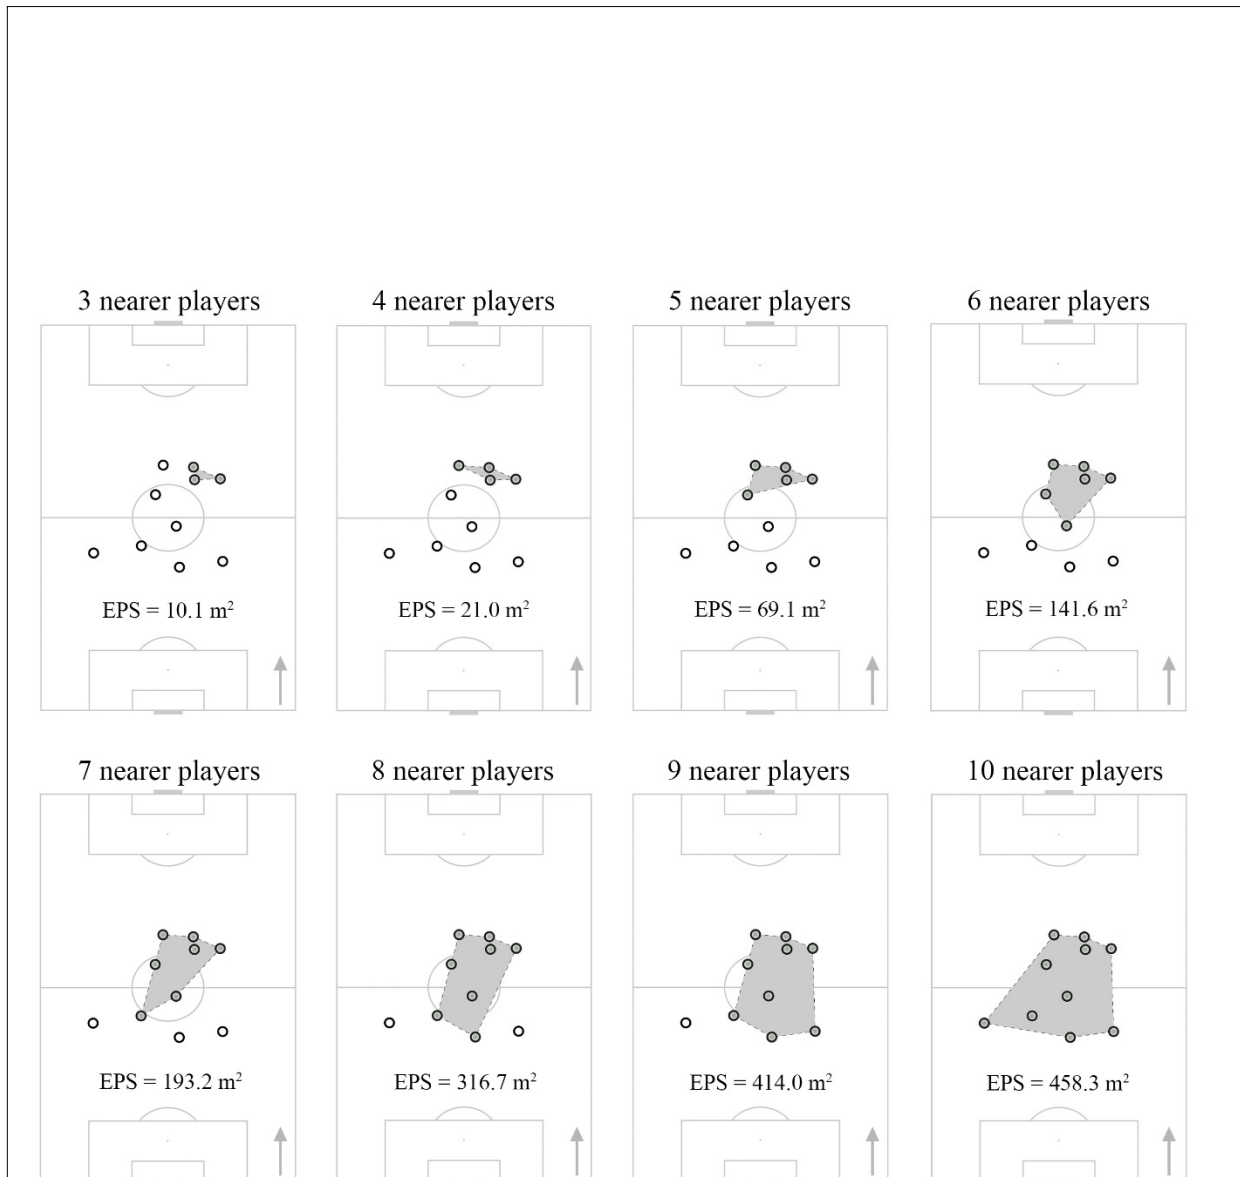 3 nearer players
4 nearer players
5 nearer players
6 nearer players
EPS = 10.1 m²
EPS = 21.0 m²
EPS = 69.1 m²
EPS = 141.6 m²
7 nearer players
8 nearer players
9 nearer players
10 nearer players
EPS = 193.2 m²
EPS = 316.7 m²
EPS = 414.0 m²
EPS = 458.3 m²